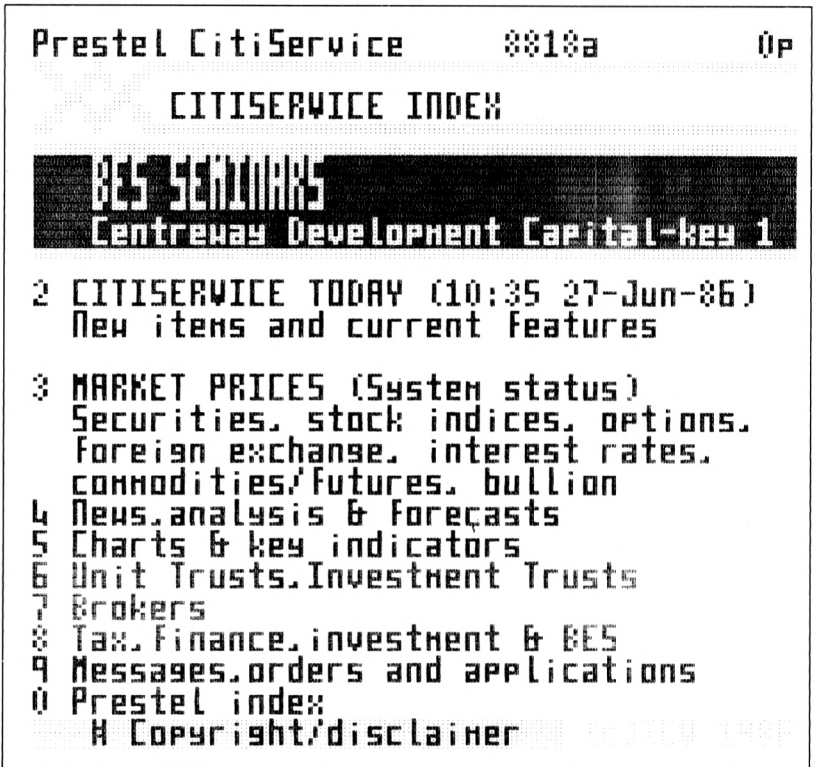 Prestel CitiService 8818a 0p
CITISERVICE INDEX
BES SEMINARS
Centreway Development Capital-key 1
2 CITISERVICE TODAY (10:35 27-Jun-86)
New items and current features
3 MARKET PRICES (System status)
Securities, stock indices, options,
foreign exchange, interest rates,
commodities/futures, bullion
4 News,analysis & forecasts
5 Charts & key indicators
6 Unit Trusts,Investment Trusts
7 Brokers
8 Tax,finance,investment & BES
9 Messages,orders and applications
0 Prestel index
* Copyright/disclaimer